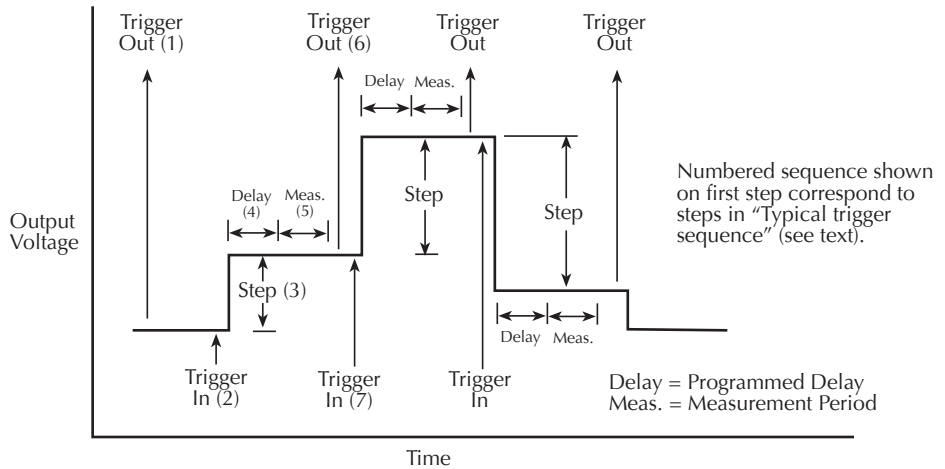 Trigger
Out (1)
Trigger
Out (6)
Trigger
Out
Trigger
Out
Delay
Meas.
Step
Step
Numbered sequence shown
on first step correspond to
steps in “Typical trigger
sequence” (see text).
Delay
(4)
Meas.
(5)
Output
Voltage
Step (3)
Delay
Meas.
Trigger
In (2)
Trigger
In (7)
Trigger
In
Delay = Programmed Delay
Meas. = Measurement Period
Time